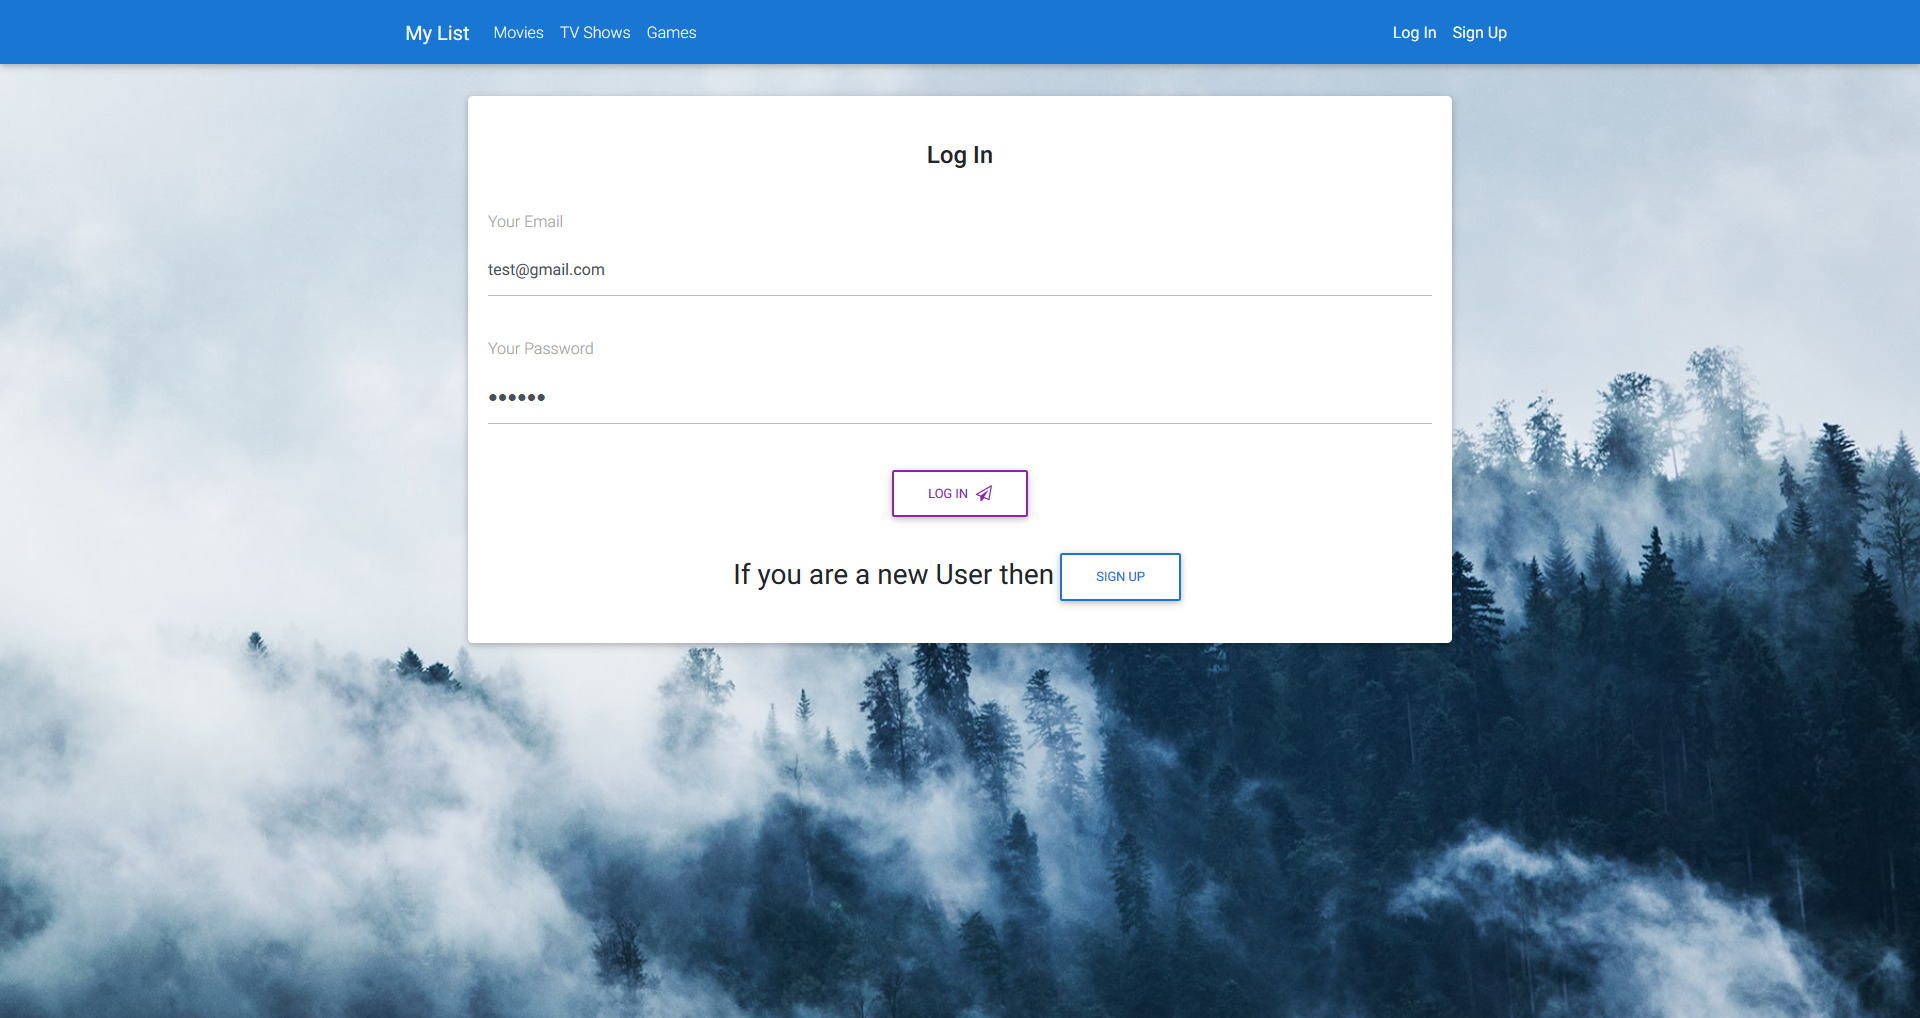 My List Movies TV Shows Games Log In Sign Up
Log In
Your Email
test@gmail.com
Your Password
••••••
LOG IN
If you are a new User then SIGN UP